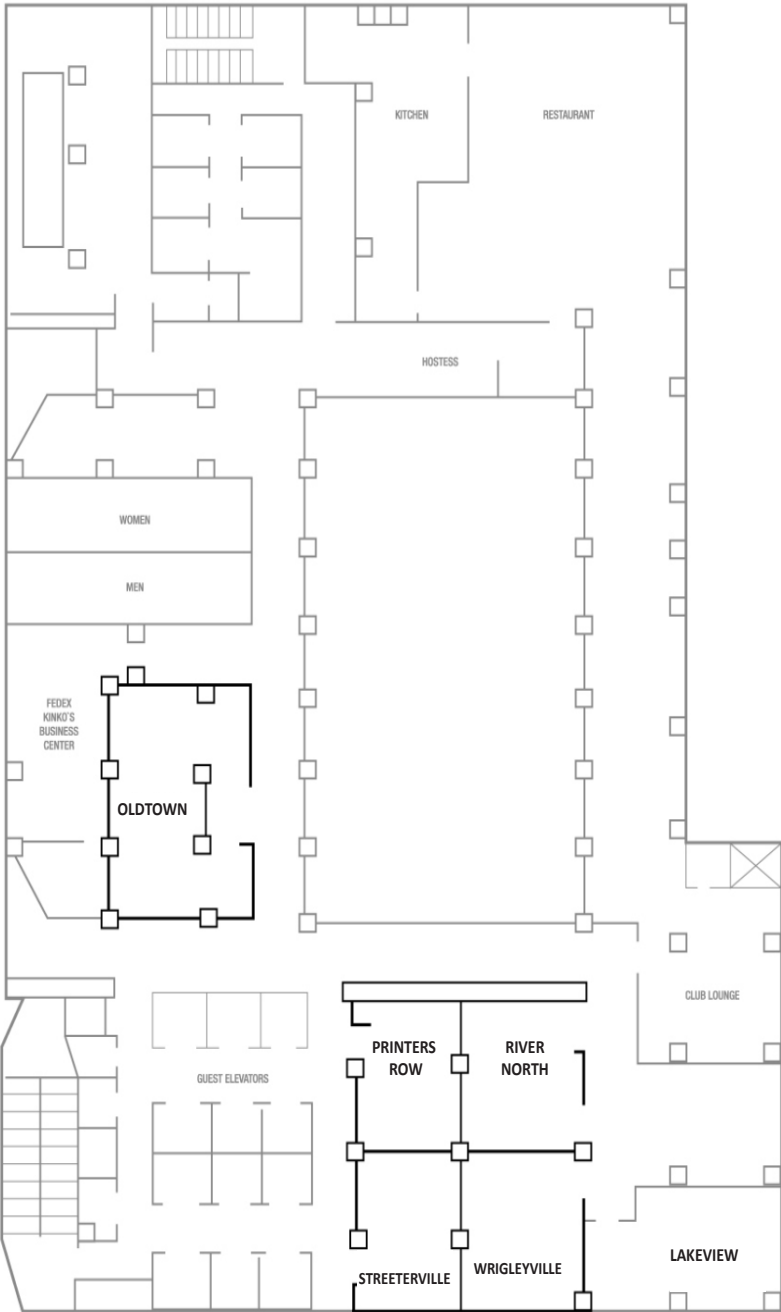 KITCHEN
RESTAURANT
HOSTESS
WOMEN
MEN
FEDEX
KINKO'S
BUSINESS
CENTER
OLDTOWN
CLUB LOUNGE
PRINTERS
ROW
RIVER
NORTH
GUEST ELEVATORS
STREETERVILLE
WRIGLEYVILLE
LAKEVIEW